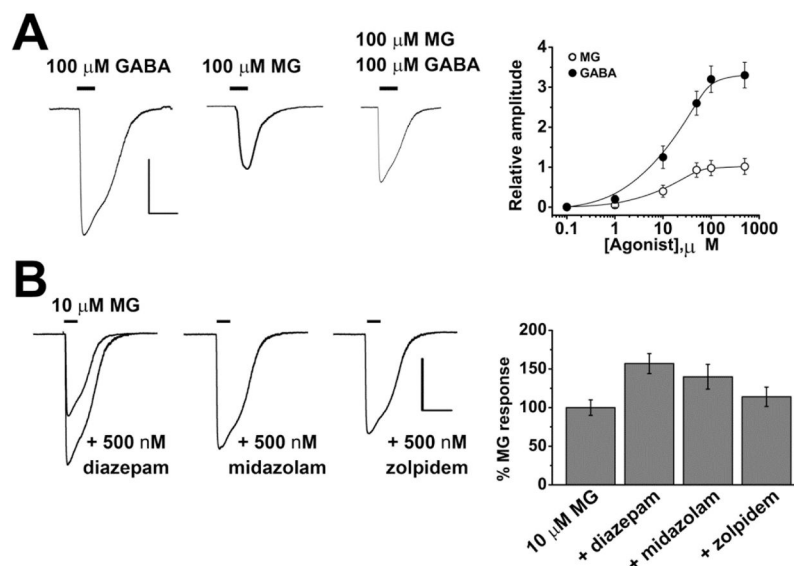 A
100 μM GABA
100 μM MG
100 μM MG
100 μM GABA
Relative amplitude
4
3
2
1
0
MG
GABA
0.1 1 10 100 1000
[Agonist],μ M
B
10 μM MG
+ 500 nM
diazepam
+ 500 nM
midazolam
+ 500 nM
zolpidem
% MG response
200
150
100
50
0
10 μM MG
+ diazepam
+ midazolam
+ zolpidem